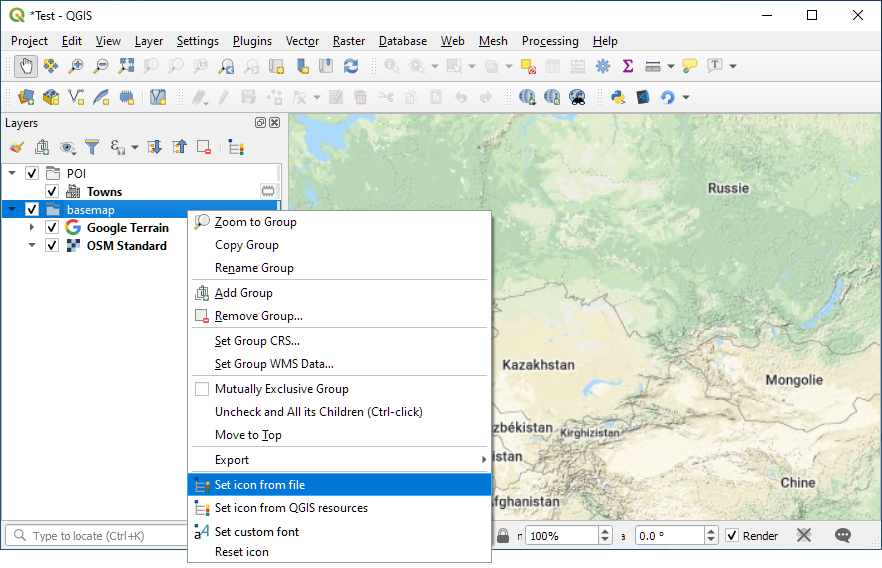 *Test - QGIS
Project Edit View Layer Settings Plugins Vector Raster Database Web Mesh Processing Help
Layers
POI
Towns
basemap
Google Terrain
OSM Standard
Zoom to Group
Copy Group
Rename Group
Add Group
Remove Group...
Set Group CRS...
Set Group WMS Data...
Mutually Exclusive Group
Uncheck and All its Children (Ctrl-click)
Move to Top
Export
Set icon from file
Set icon from QGIS resources
Set custom font
Reset icon
Russie
Kazakhstan
Mongolie
zbékistan
Kirghizistan
istan
Chine
fghanistan
Type to locate (Ctrl+K)
100%
0.0 °
Render